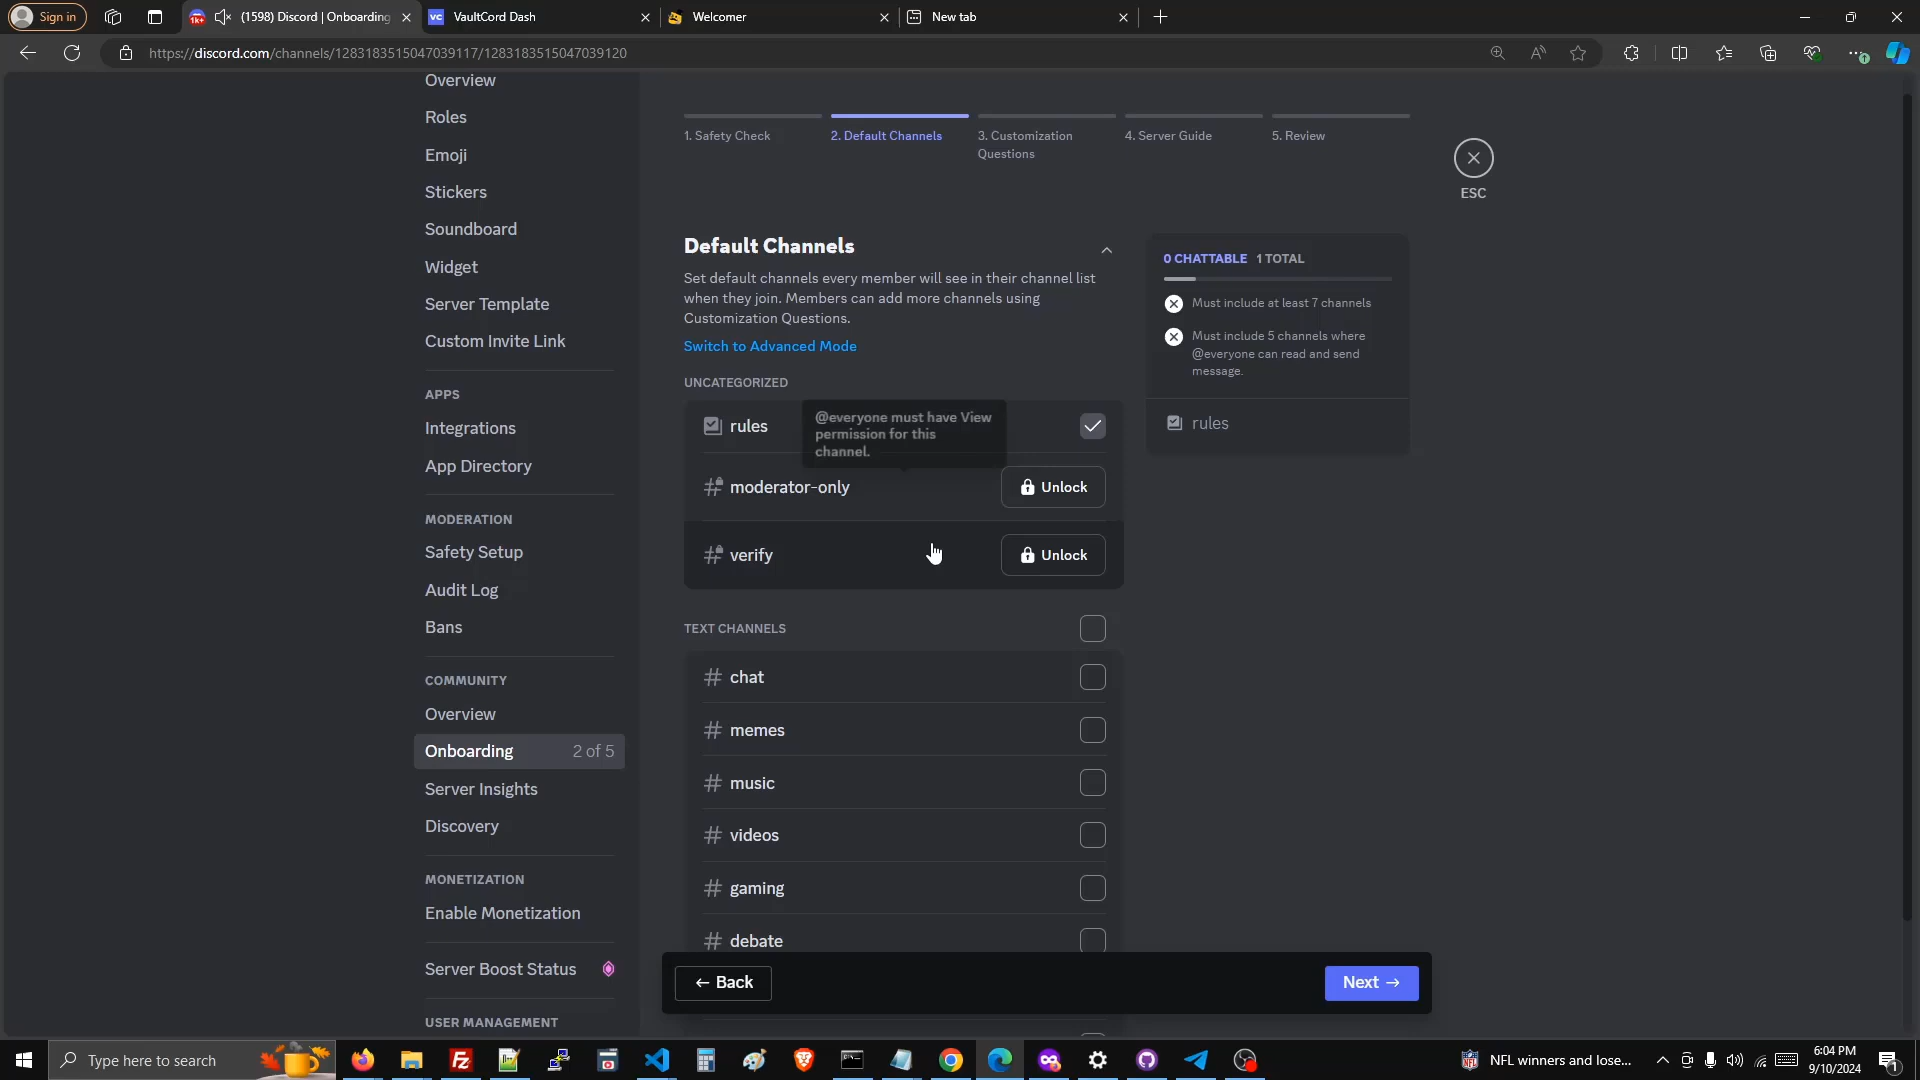 Sign in
(1598) Discord | Onboarding
VaultCord Dash
Welcomer
New tab
https://discord.com/channels/1283183515047039117/1283183515047039120
Overview
Roles
Emoji
Stickers
Soundboard
Widget
Server Template
Custom Invite Link
APPS
Integrations
App Directory
MODERATION
Safety Setup
Audit Log
Bans
COMMUNITY
Overview
Onboarding 2 of 5
Server Insights
Discovery
MONETIZATION
Enable Monetization
Server Boost Status
USER MANAGEMENT
1. Safety Check
2. Default Channels
3. Customization
Questions
4. Server Guide
5. Review
ESC
Default Channels
Set default channels every member will see in their channel list
when they join. Members can add more channels using
Customization Questions.
Switch to Advanced Mode
UNCATEGORIZED
rules
@everyone must have View
permission for this
channel.
moderator-only
Unlock
verify
Unlock
TEXT CHANNELS
chat
memes
music
videos
gaming
debate
← Back
Next →
0 CHATTABLE 1 TOTAL
Must include at least 7 channels
Must include 5 channels where
@everyone can read and send
message.
rules
Type here to search
NFL winners and lose...
6:04 PM
9/10/2024
1